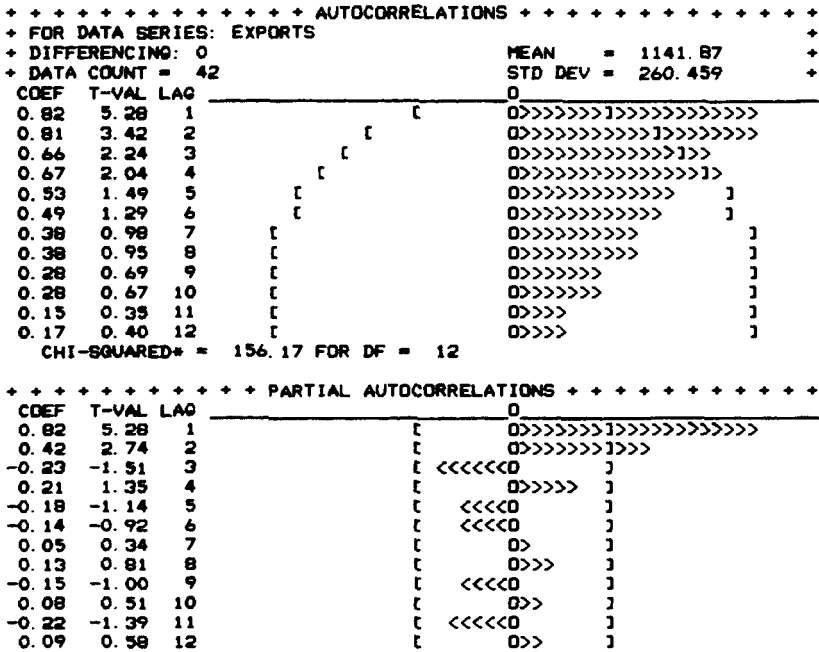 + + + + + + + + + + + + + AUTOCORRELATIONS + + + + + + + + + + + + +
+ FOR DATA SERIES: EXPORTS +
+ DIFFERENCING: 0 MEAN = 1141.87 +
+ DATA COUNT = 42 STD DEV = 260.459 +
COEF T-VAL LAG 0
0.82 5.28 1 [ 0>>>>>>>]>>>>>>>>>>>>
0.81 3.42 2 [ 0>>>>>>>>>>>]>>>>>>>>
0.66 2.24 3 [ 0>>>>>>>>>>>>>]>>
0.67 2.04 4 [ 0>>>>>>>>>>>>>>>]>
0.53 1.49 5 [ 0>>>>>>>>>>>>> ]
0.49 1.29 6 [ 0>>>>>>>>>>>> ]
0.38 0.98 7 [ 0>>>>>>>>>> ]
0.38 0.95 8 [ 0>>>>>>>>>> ]
0.28 0.69 9 [ 0>>>>>>> ]
0.28 0.67 10 [ 0>>>>>>> ]
0.15 0.35 11 [ 0>>>> ]
0.17 0.40 12 [ 0>>>> ]
CHI-SQUARED* = 156.17 FOR DF = 12
+ + + + + + + + + + + PARTIAL AUTOCORRELATIONS + + + + + + + + + + +
COEF T-VAL LAG 0
0.82 5.28 1 [ 0>>>>>>>]>>>>>>>>>>>>
0.42 2.74 2 [ 0>>>>>>>]>>>
-0.23 -1.51 3 [ <<<<<<0 ]
0.21 1.35 4 [ 0>>>>> ]
-0.18 -1.14 5 [ <<<<0 ]
-0.14 -0.92 6 [ <<<<0 ]
0.05 0.34 7 [ 0> ]
0.13 0.81 8 [ 0>>> ]
-0.15 -1.00 9 [ <<<<0 ]
0.08 0.51 10 [ 0>> ]
-0.22 -1.39 11 [ <<<<<0 ]
0.09 0.58 12 [ 0>> ]